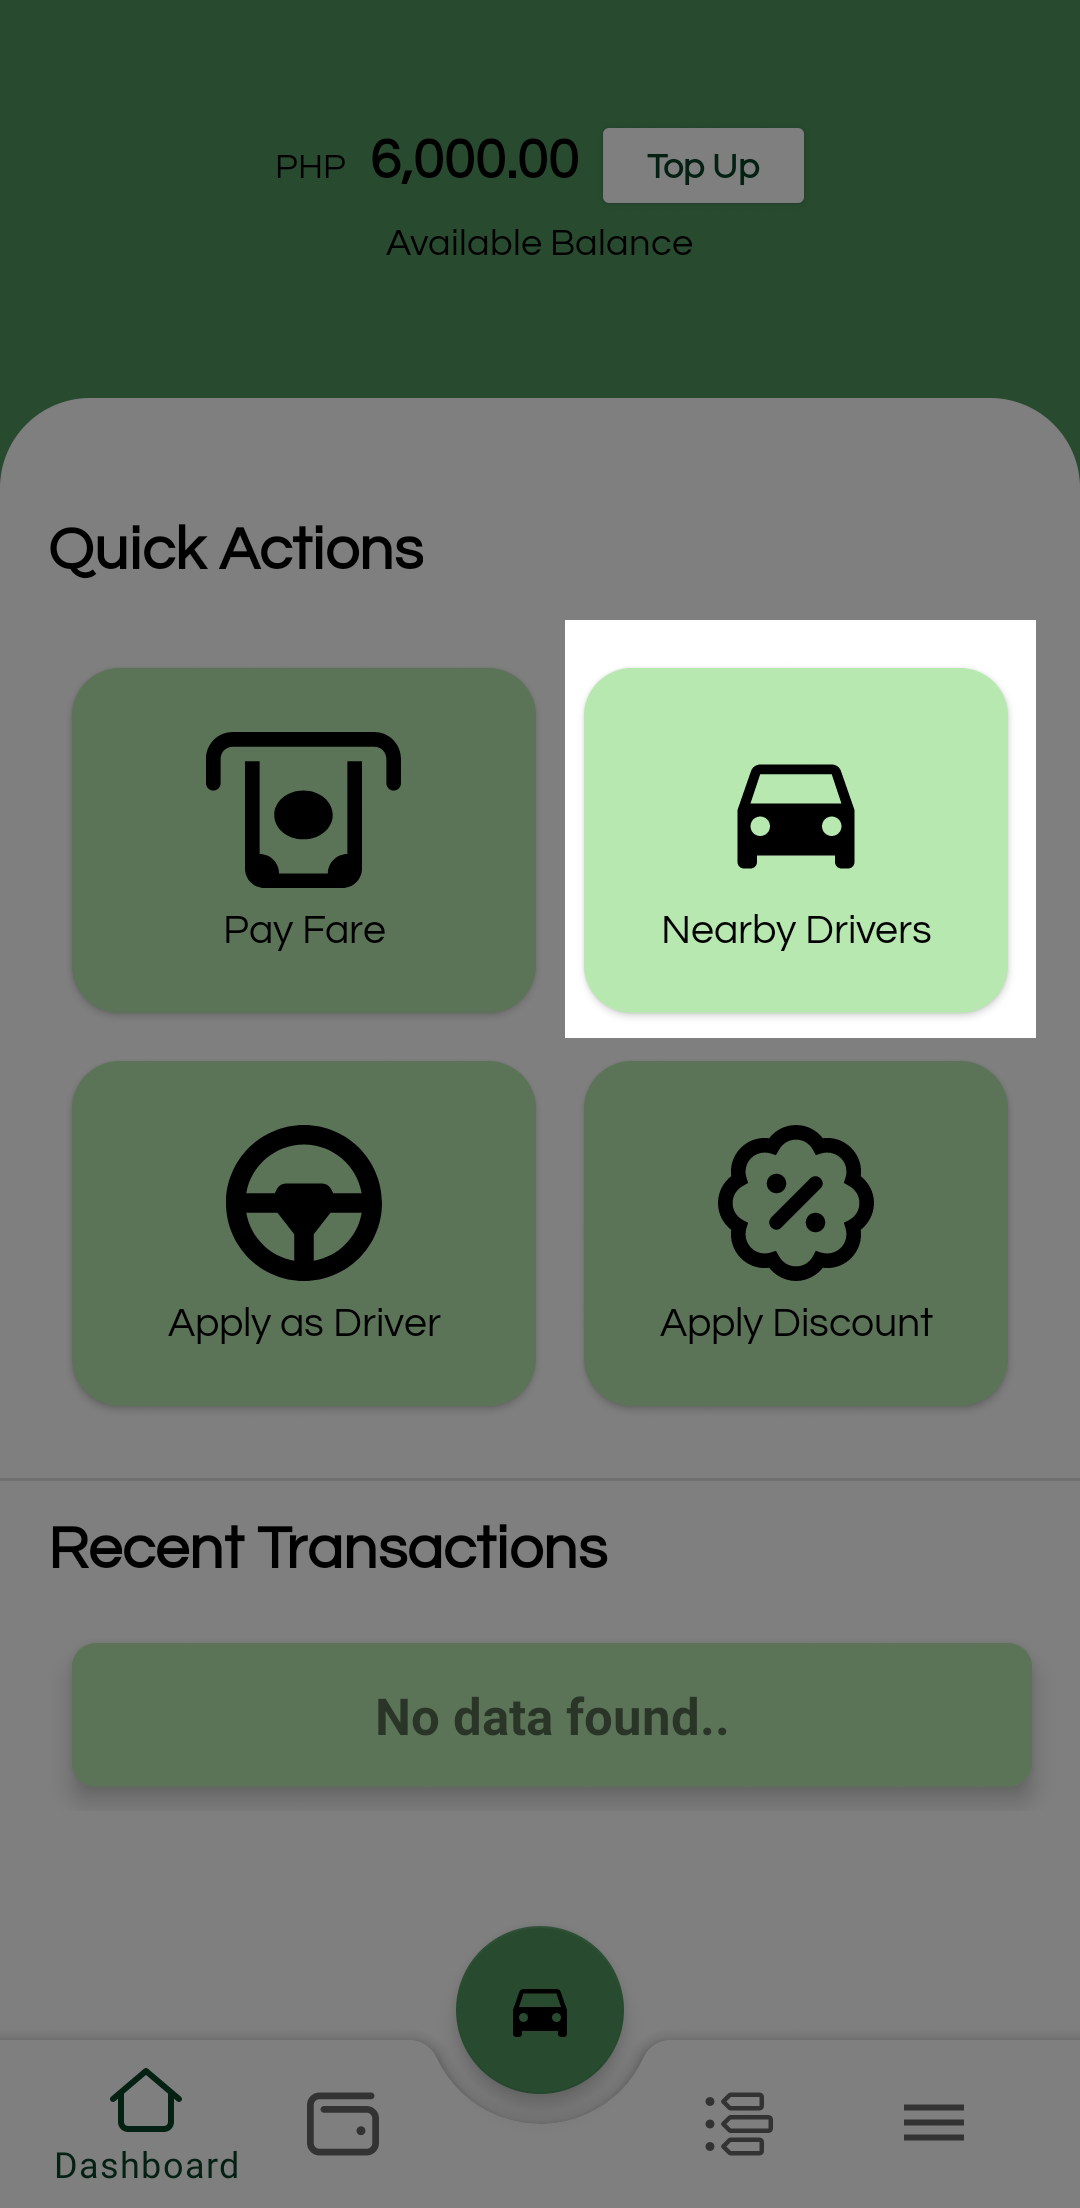 PHP 6,000.00 Top Up
Available Balance
Quick Actions
Pay Fare
Nearby Drivers
Apply as Driver
Apply Discount
Recent Transactions
No data found..
Dashboard